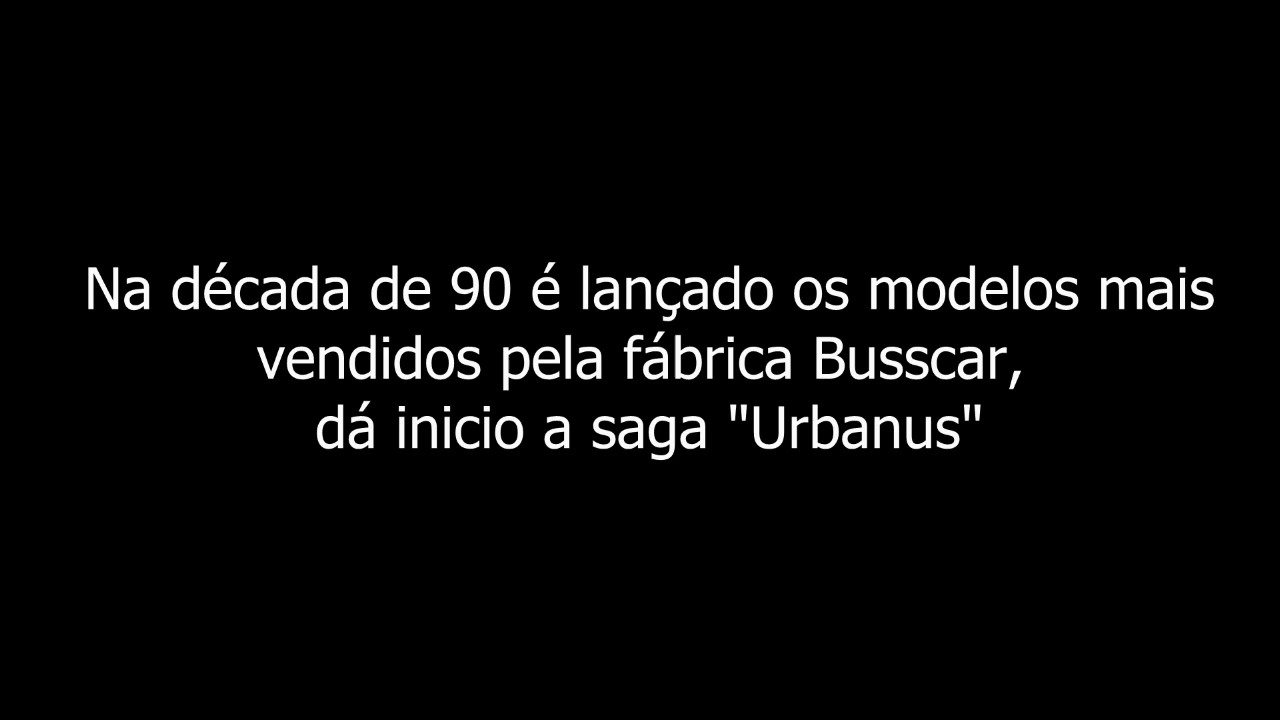 Na década de 90 é lançado os modelos mais
vendidos pela fábrica Busscar,
dá inicio a saga "Urbanus"